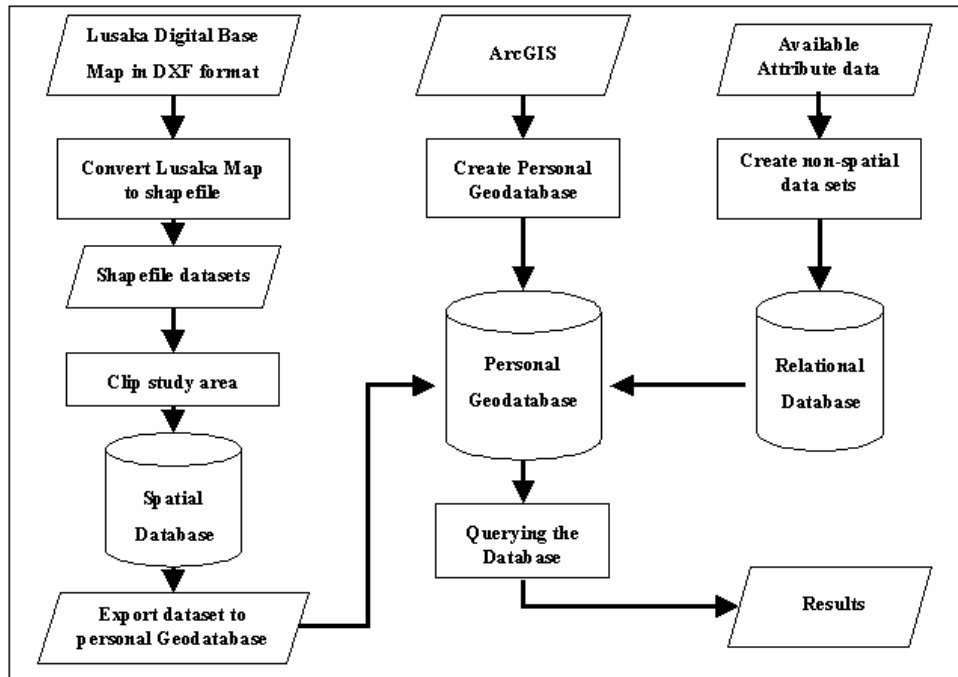 Lusaka Digital Base
Map in DXF format
Convert Lusaka Map
to shapefile
Shapefile datasets
Clip study area
Spatial
Database
Export dataset to
personal Geodatabase
ArcGIS
Create Personal
Geodatabase
Personal
Geodatabase
Querying the
Database
Available
Attribute data
Create non-spatial
data sets
Relational
Database
Results